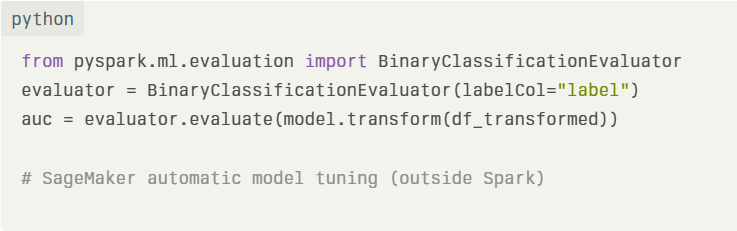 python
from pyspark.ml.evaluation import BinaryClassificationEvaluator
evaluator = BinaryClassificationEvaluator(labelCol="label")
auc = evaluator.evaluate(model.transform(df_transformed))
# SageMaker automatic model tuning (outside Spark)